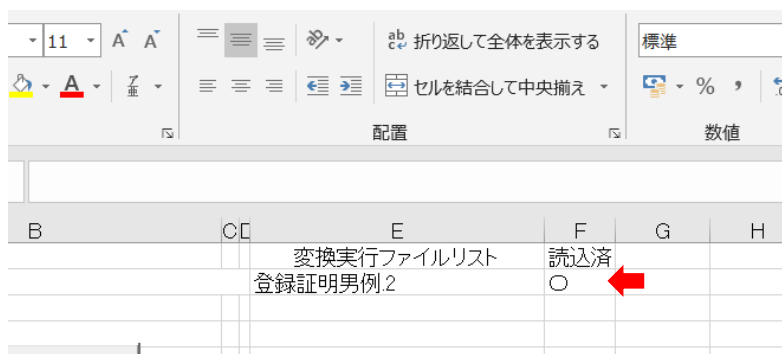 11 A A ab 折り返して全体を表示する 標準
A 亜 セルを結合して中央揃え % ,
配置 数値
B C D E F G H
変換実行ファイルリスト 読込済
登録証明男例.2 〇